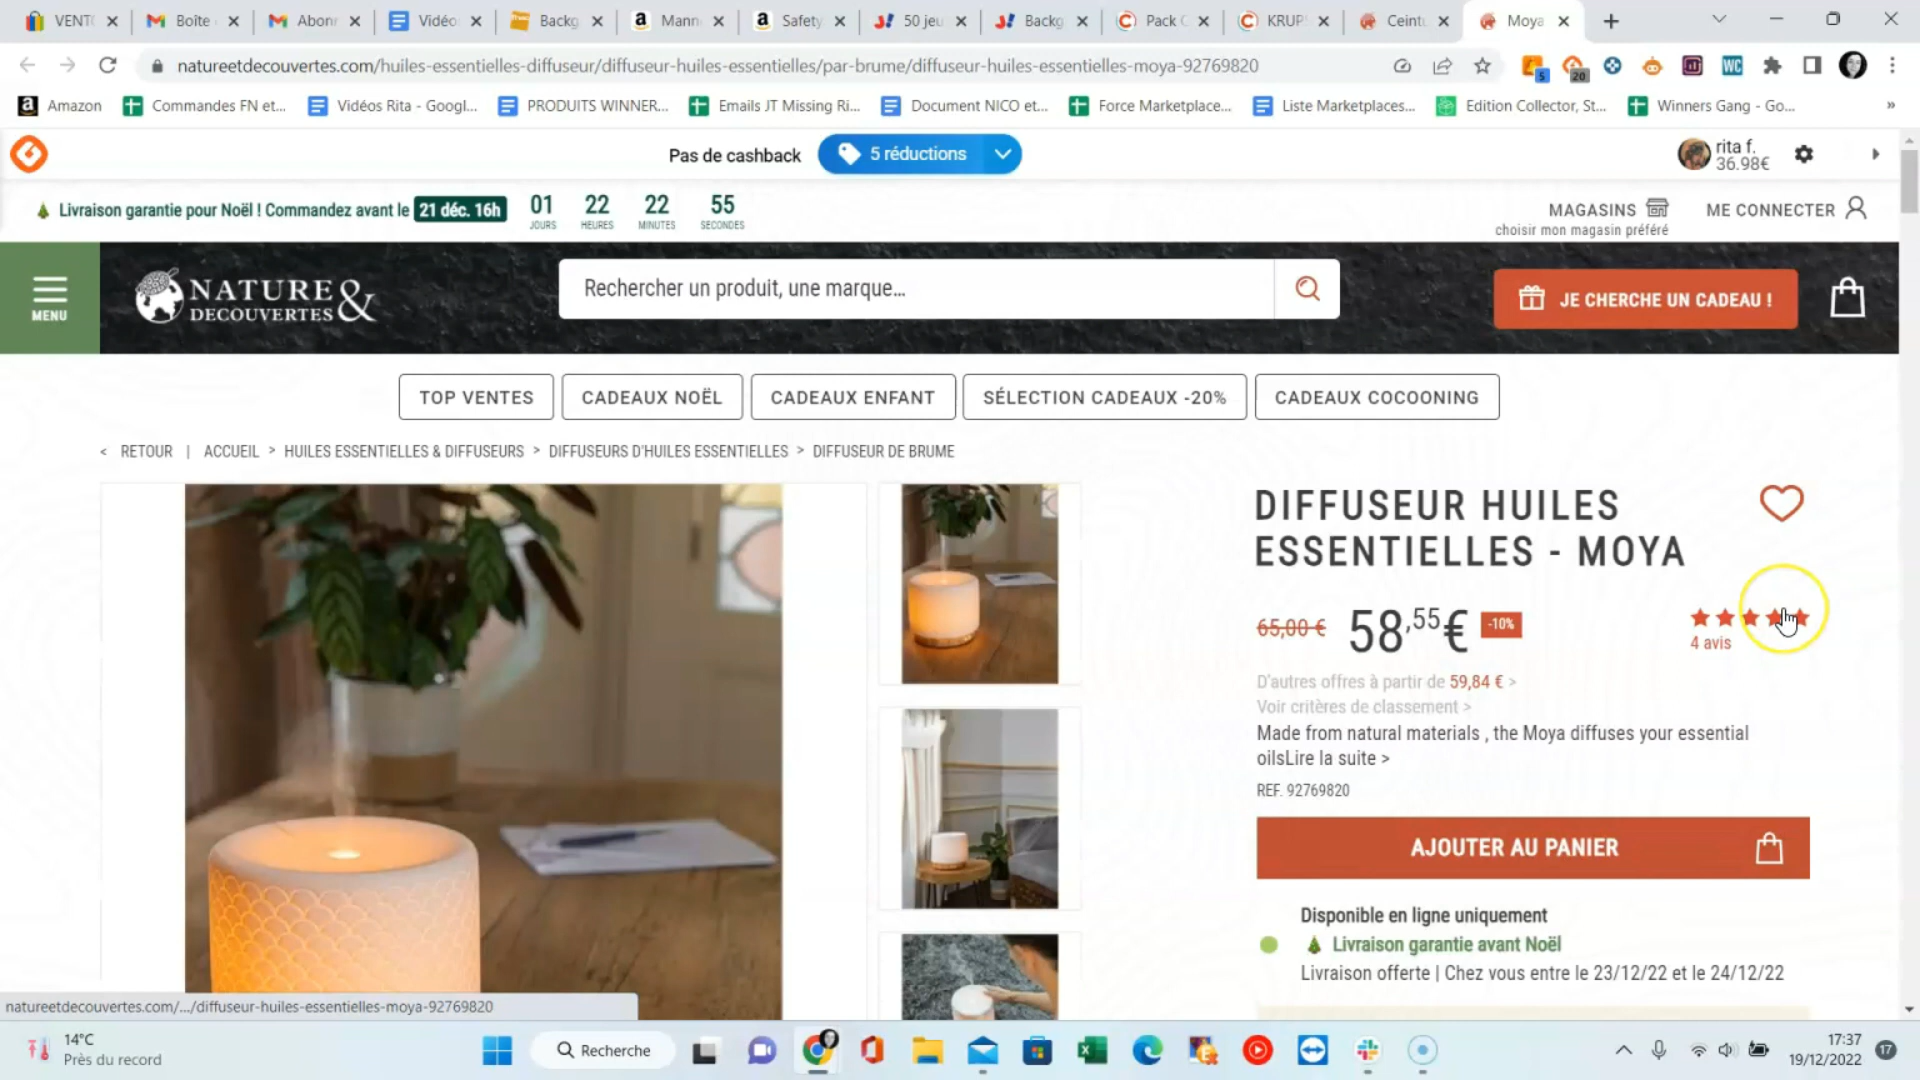 VENT
Boîte
Abonr
Vidéo
Backg
Mann
Safety
50 jeu
Backg
Pack C
KRUP
Ceint
Moya
natureetdecouvertes.com/huiles-essentielles-diffuseur/diffuseur-huiles-essentielles/par-brume/diffuseur-huiles-essentielles-moya-92769820
5
20
WC
Amazon
Commandes FN et...
Vidéos Rita - Googl...
PRODUITS WINNER...
Emails JT Missing Ri...
Document NICO et...
Force Marketplace...
Liste Marketplaces...
Edition Collector, St...
Winners Gang - Go...
»
Pas de cashback
5 réductions
rita f.
36.98€
Livraison garantie pour Noël ! Commandez avant le 21 déc. 16h
01 22 22 55
JOURS HEURES MINUTES SECONDES
MAGASINS
choisir mon magasin préféré
ME CONNECTER
MENU
NATURE &
DECOUVERTES
Rechercher un produit, une marque...
JE CHERCHE UN CADEAU !
TOP VENTES
CADEAUX NOËL
CADEAUX ENFANT
SÉLECTION CADEAUX -20%
CADEAUX COCOONING
< RETOUR | ACCUEIL > HUILES ESSENTIELLES & DIFFUSEURS > DIFFUSEURS D'HUILES ESSENTIELLES > DIFFUSEUR DE BRUME
DIFFUSEUR HUILES
ESSENTIELLES - MOYA
65,00 € 58,55€ -10%
4 avis
D'autres offres à partir de 59,84 € >
Voir critères de classement >
Made from natural materials , the Moya diffuses your essential
oilsLire la suite >
REF. 92769820
AJOUTER AU PANIER
Disponible en ligne uniquement
Livraison garantie avant Noël
Livraison offerte | Chez vous entre le 23/12/22 et le 24/12/22
natureetdecouvertes.com/.../diffuseur-huiles-essentielles-moya-92769820
14°C
Près du record
Recherche
17:37
19/12/2022
17